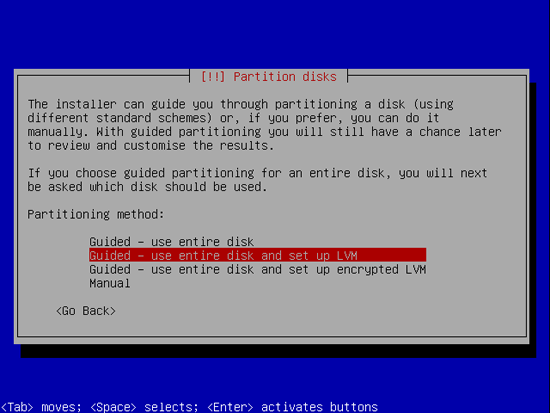 [!!] Partition disks
The installer can guide you through partitioning a disk (using
different standard schemes) or, if you prefer, you can do it
manually. With guided partitioning you will still have a chance later
to review and customise the results.
If you choose guided partitioning for an entire disk, you will next
be asked which disk should be used.
Partitioning method:
Guided - use entire disk
Guided - use entire disk and set up LVM
Guided - use entire disk and set up encrypted LVM
Manual
<Go Back>
<Tab> moves; <Space> selects; <Enter> activates buttons